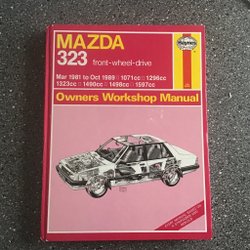 MAZDA
Haynes
323 front-wheel-drive
Mar 1981 to Oct 1989 □ 1071cc □ 1296cc
1323cc □ 1490cc □ 1498cc □ 1597cc
Owners Workshop Manual